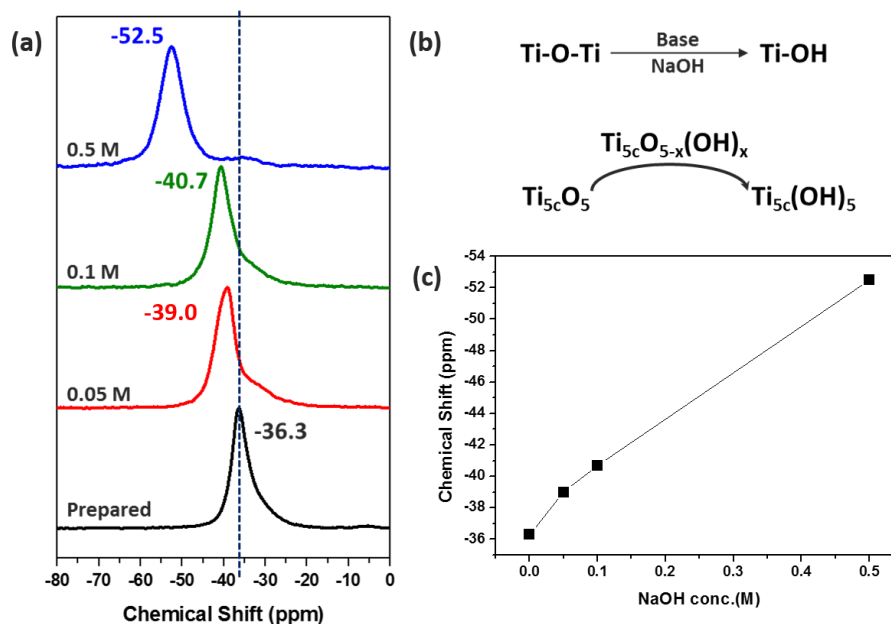 (a)
-52.5
0.5 M
-40.7
0.1 M
-39.0
0.05 M
-36.3
Prepared
-80 -70 -60 -50 -40 -30 -20 -10 0
Chemical Shift (ppm)
(b)
Ti-O-Ti Base NaOH Ti-OH
Ti5cO5-x(OH)x
Ti5cO5 Ti5c(OH)5
(c)
-54
-52
-50
-48
-46
-44
-42
-40
-38
-36
Chemical Shift (ppm)
0.0 0.1 0.2 0.3 0.4 0.5
NaOH conc.(M)